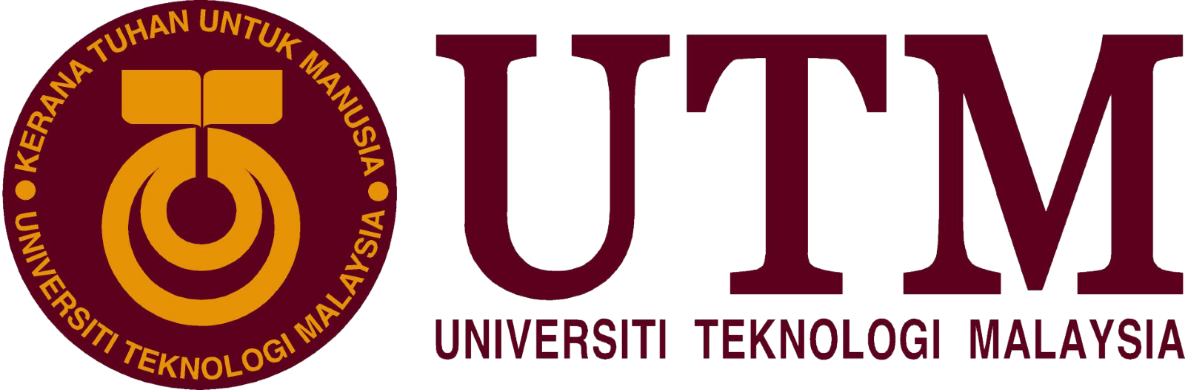 KERANA TUHAN UNTUK MANUSIA
UNIVERSITI TEKNOLOGI MALAYSIA
UTM
UNIVERSITI TEKNOLOGI MALAYSIA